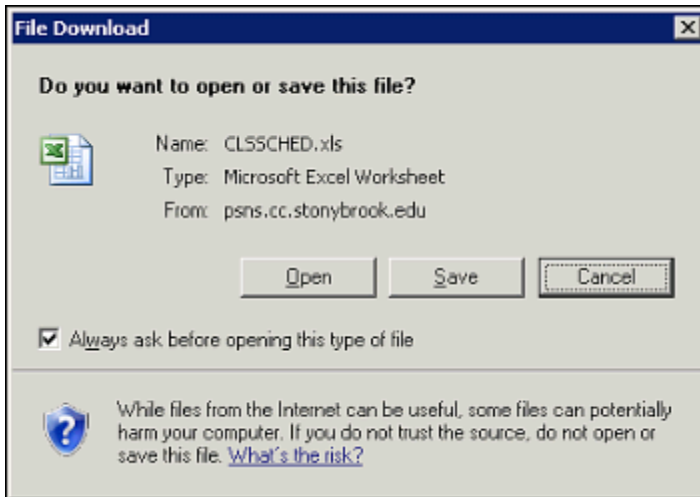 File Download
Do you want to open or save this file?
Name: CLSSCHED.xls
Type: Microsoft Excel Worksheet
From: psns.cc.stonybrook.edu
Open Save Cancel
Always ask before opening this type of file
While files from the Internet can be useful, some files can potentially
harm your computer. If you do not trust the source, do not open or
save this file. What's the risk?